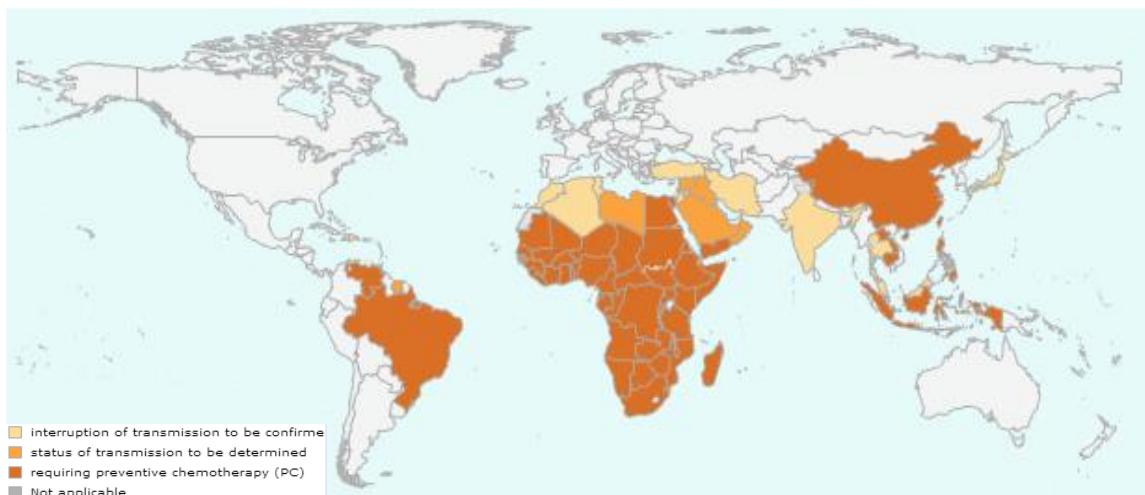 interruption of transmission to be confirme
status of transmission to be determined
requiring preventive chemotherapy (PC)
Not applicable